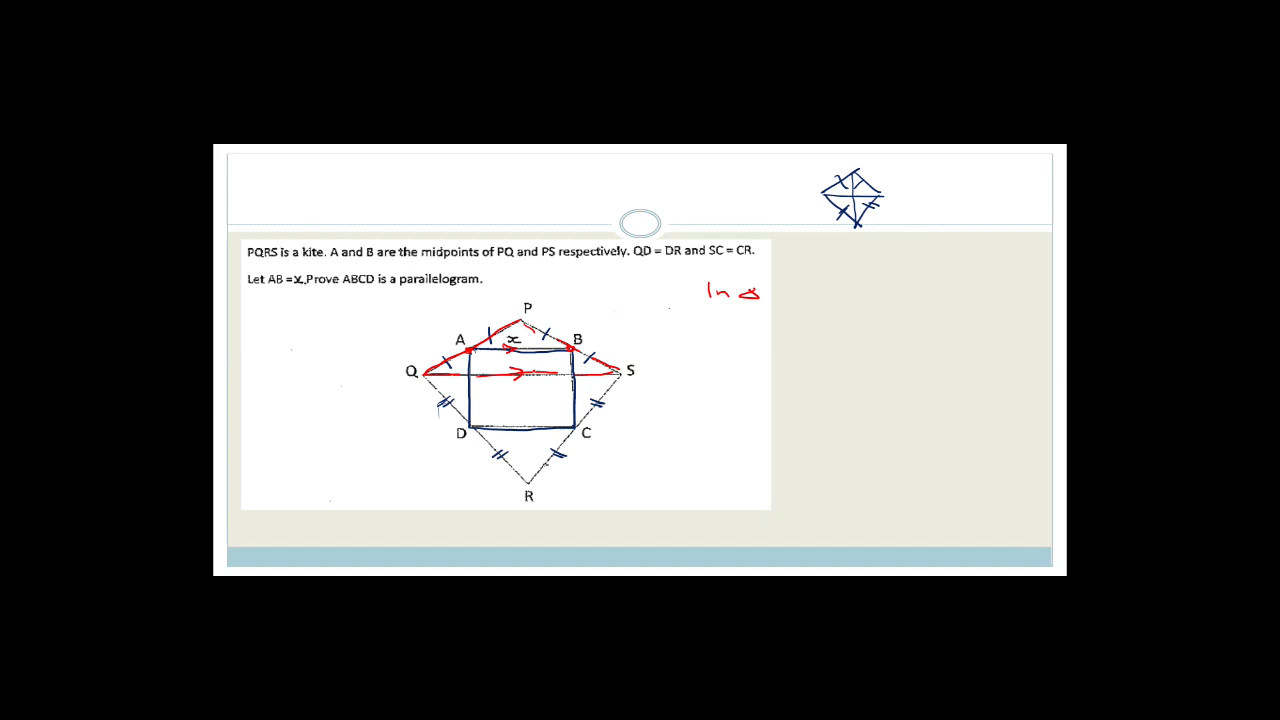 PQRS is a kite. A and B are the midpoints of PQ and PS respectively. QD = DR and SC = CR.
Let AB = x. Prove ABCD is a parallelogram.
In △
P
A
x
B
Q
S
D
C
R